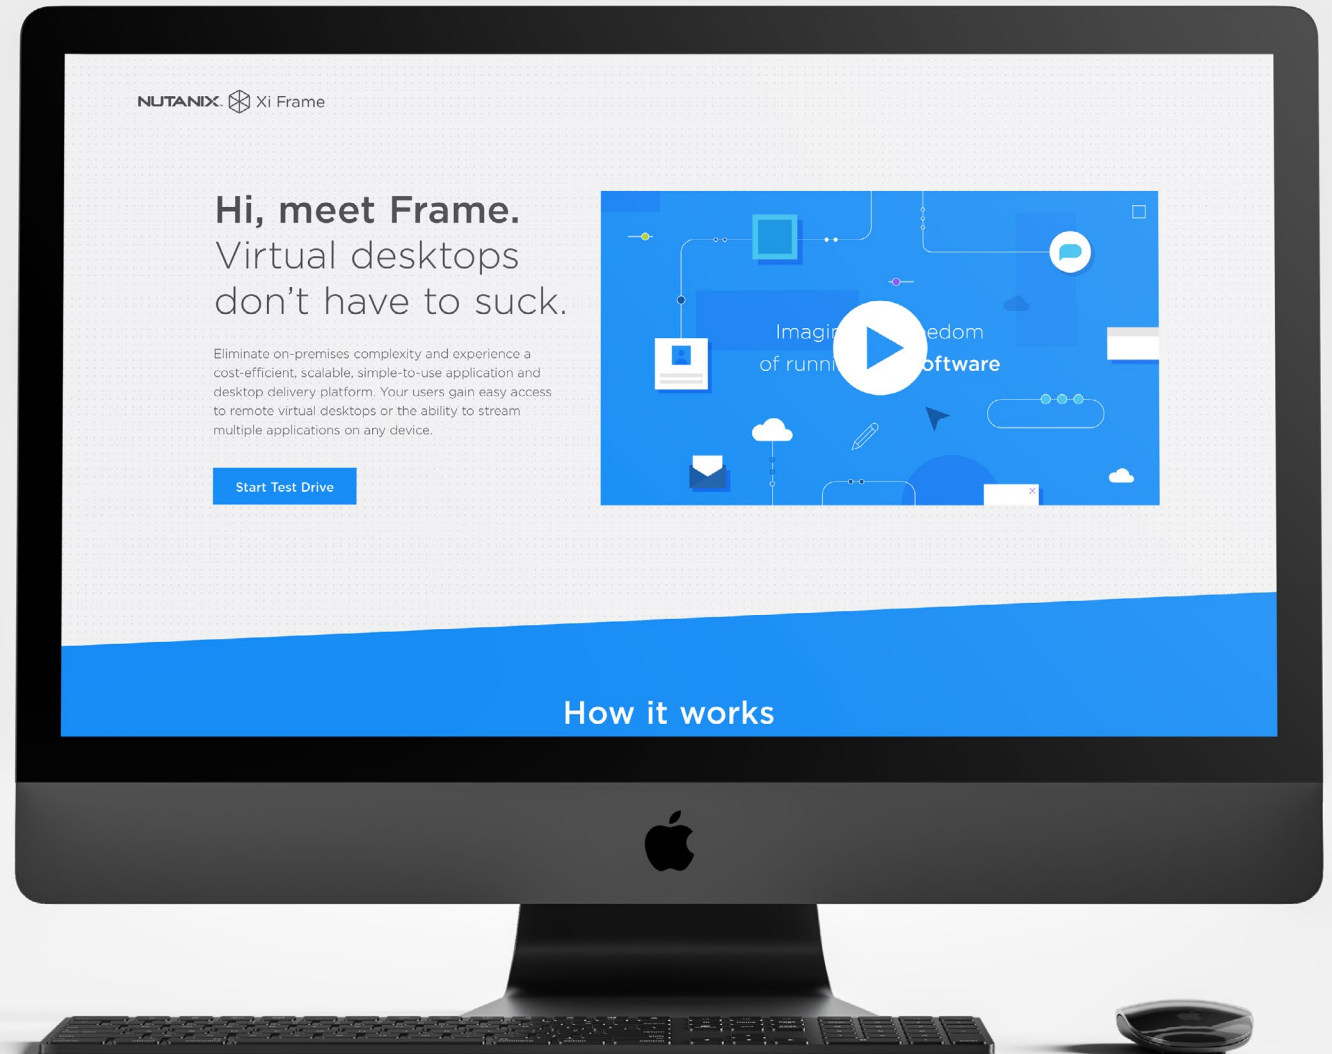 NUTANIX Xi Frame
Hi, meet Frame.
Virtual desktops
don't have to suck.
Eliminate on-premises complexity and experience a
cost-efficient, scalable, simple-to-use application and
desktop delivery platform. Your users gain easy access
to remote virtual desktops or the ability to stream
multiple applications on any device.
Start Test Drive
Imagin edom
of runni oftware
How it works